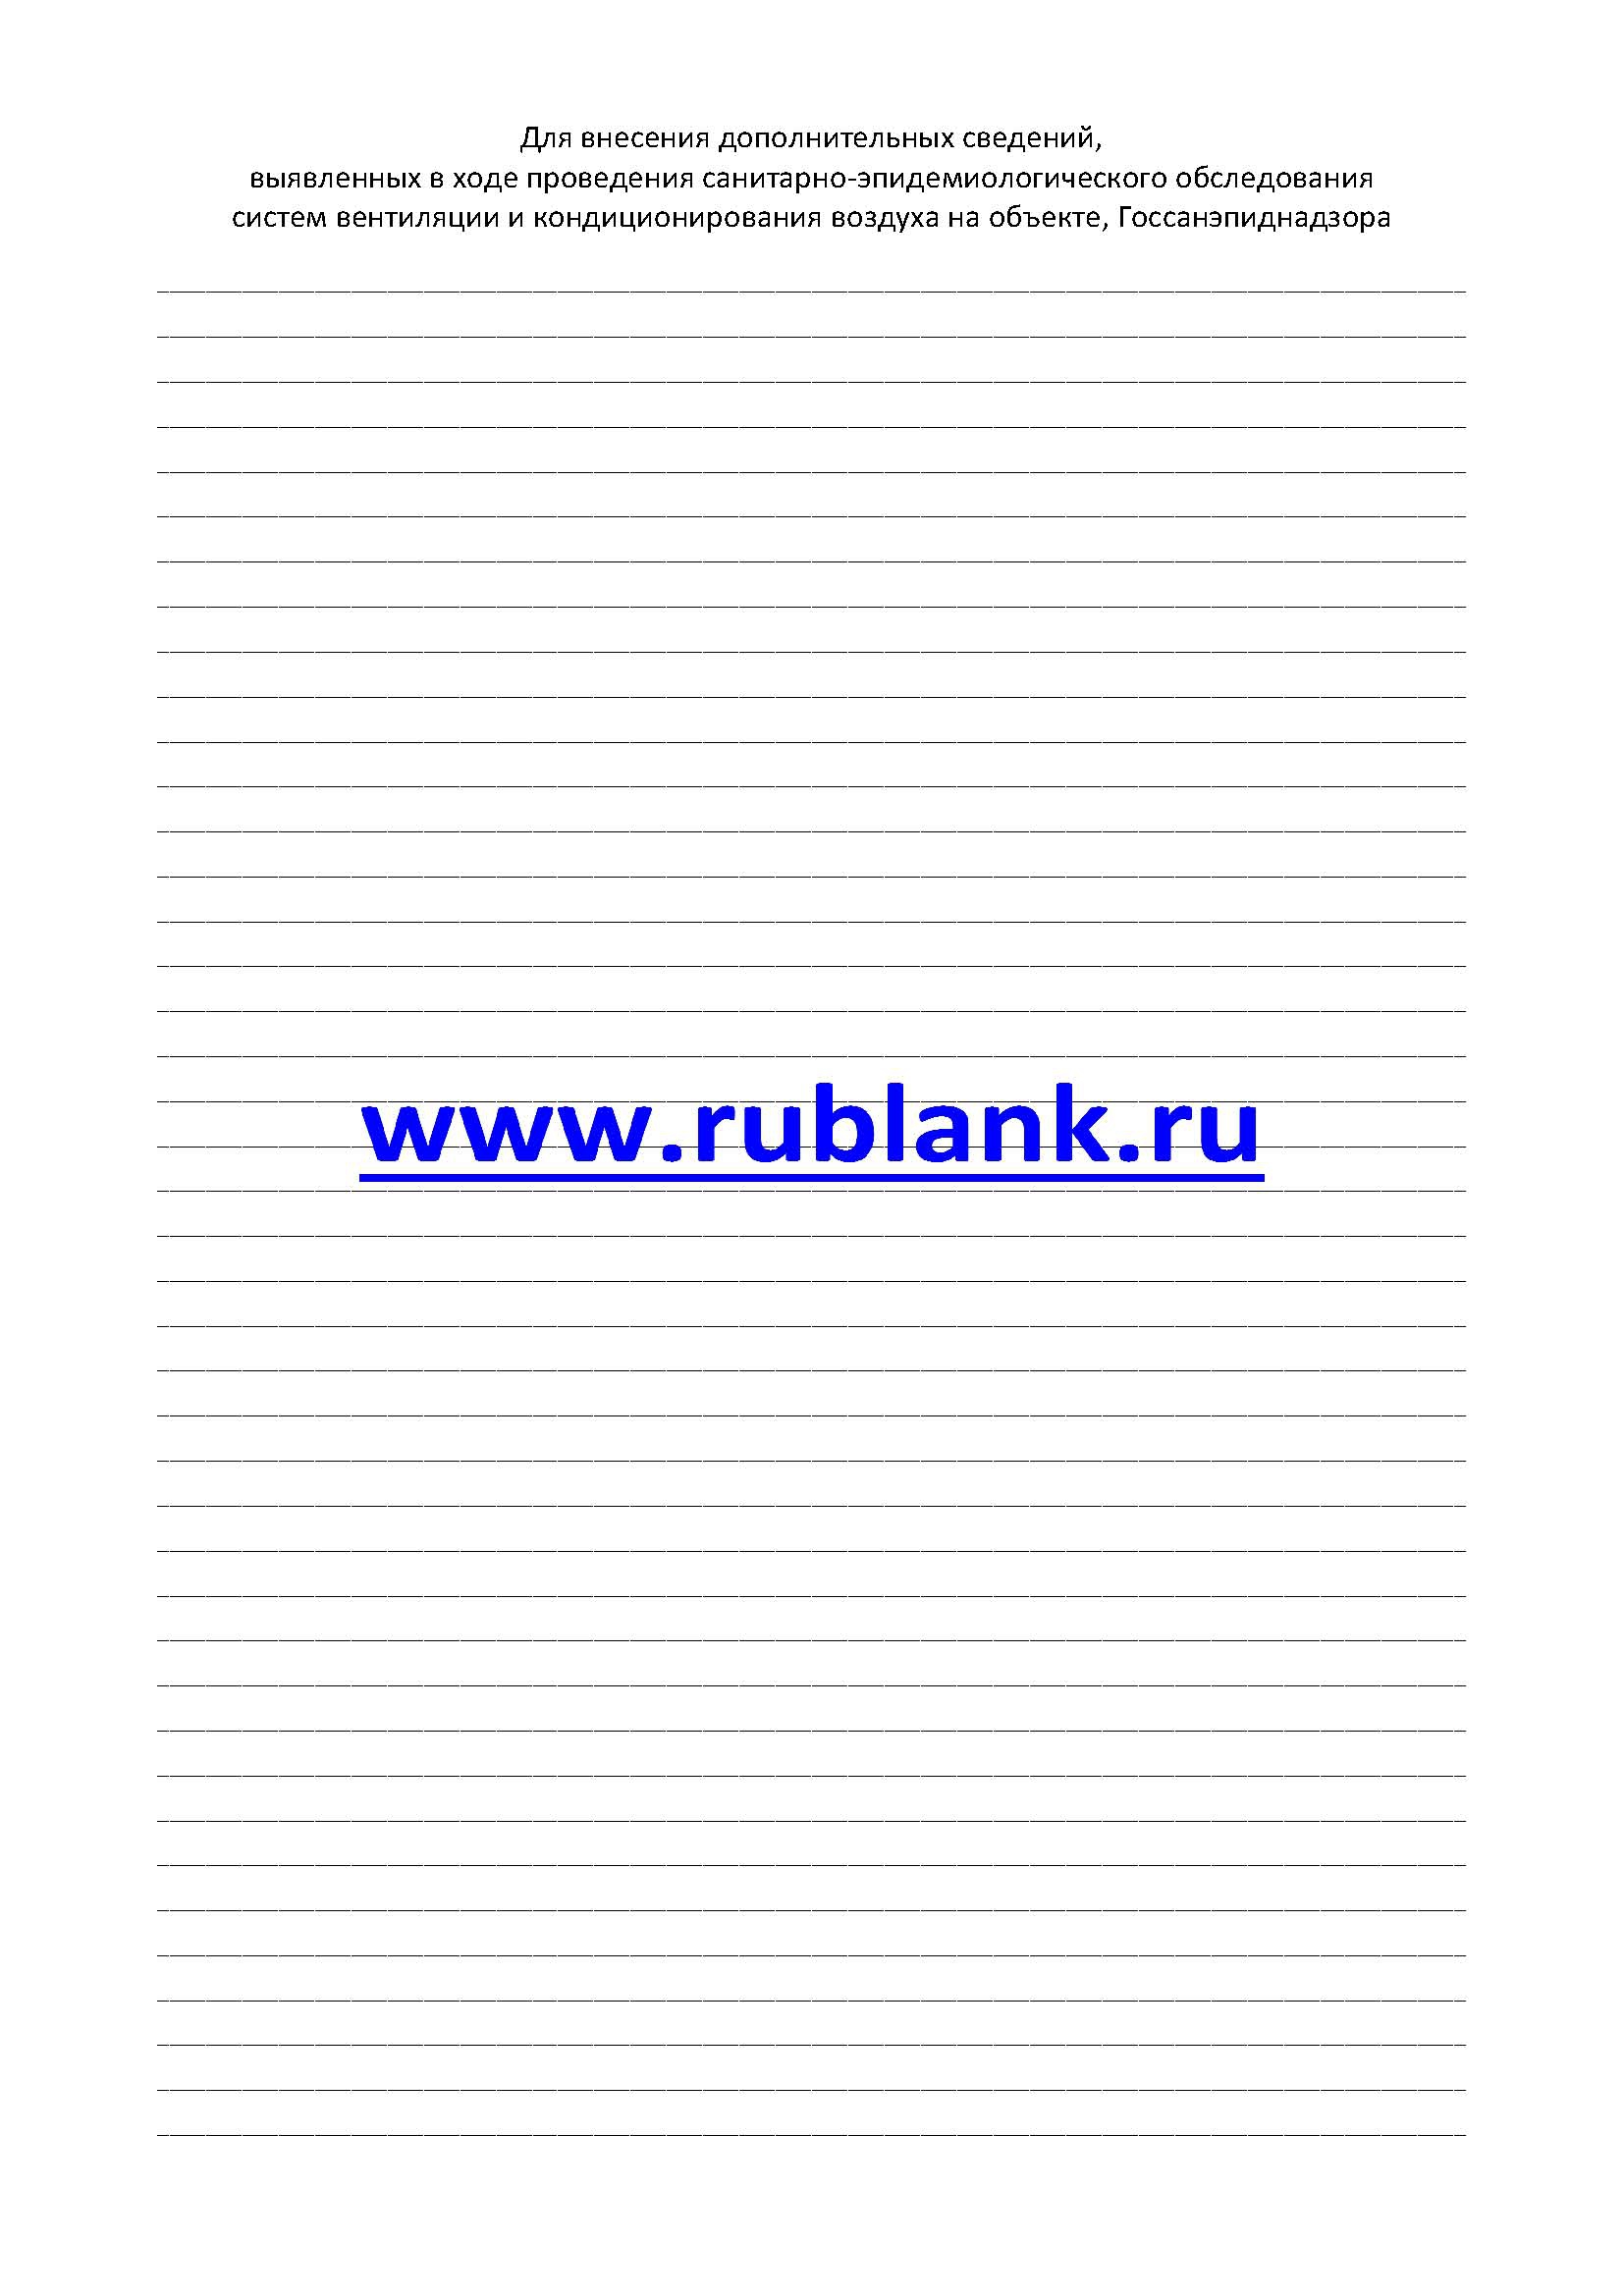 Для внесения дополнительных сведений,
выявленных в ходе проведения санитарно-эпидемиологического обследования
систем вентиляции и кондиционирования воздуха на объекте, Госсанэпиднадзора
www.rublank.ru